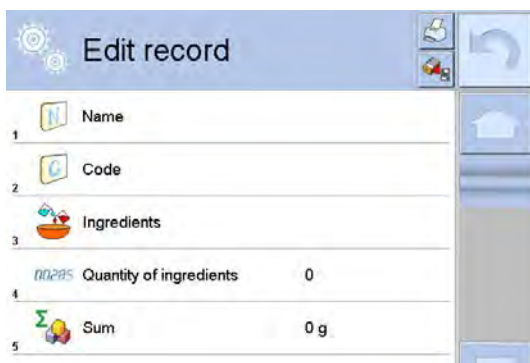 Edit record
1 Name
2 Code
3 Ingredients
4 Quantity of ingredients 0
5 Sum 0 g